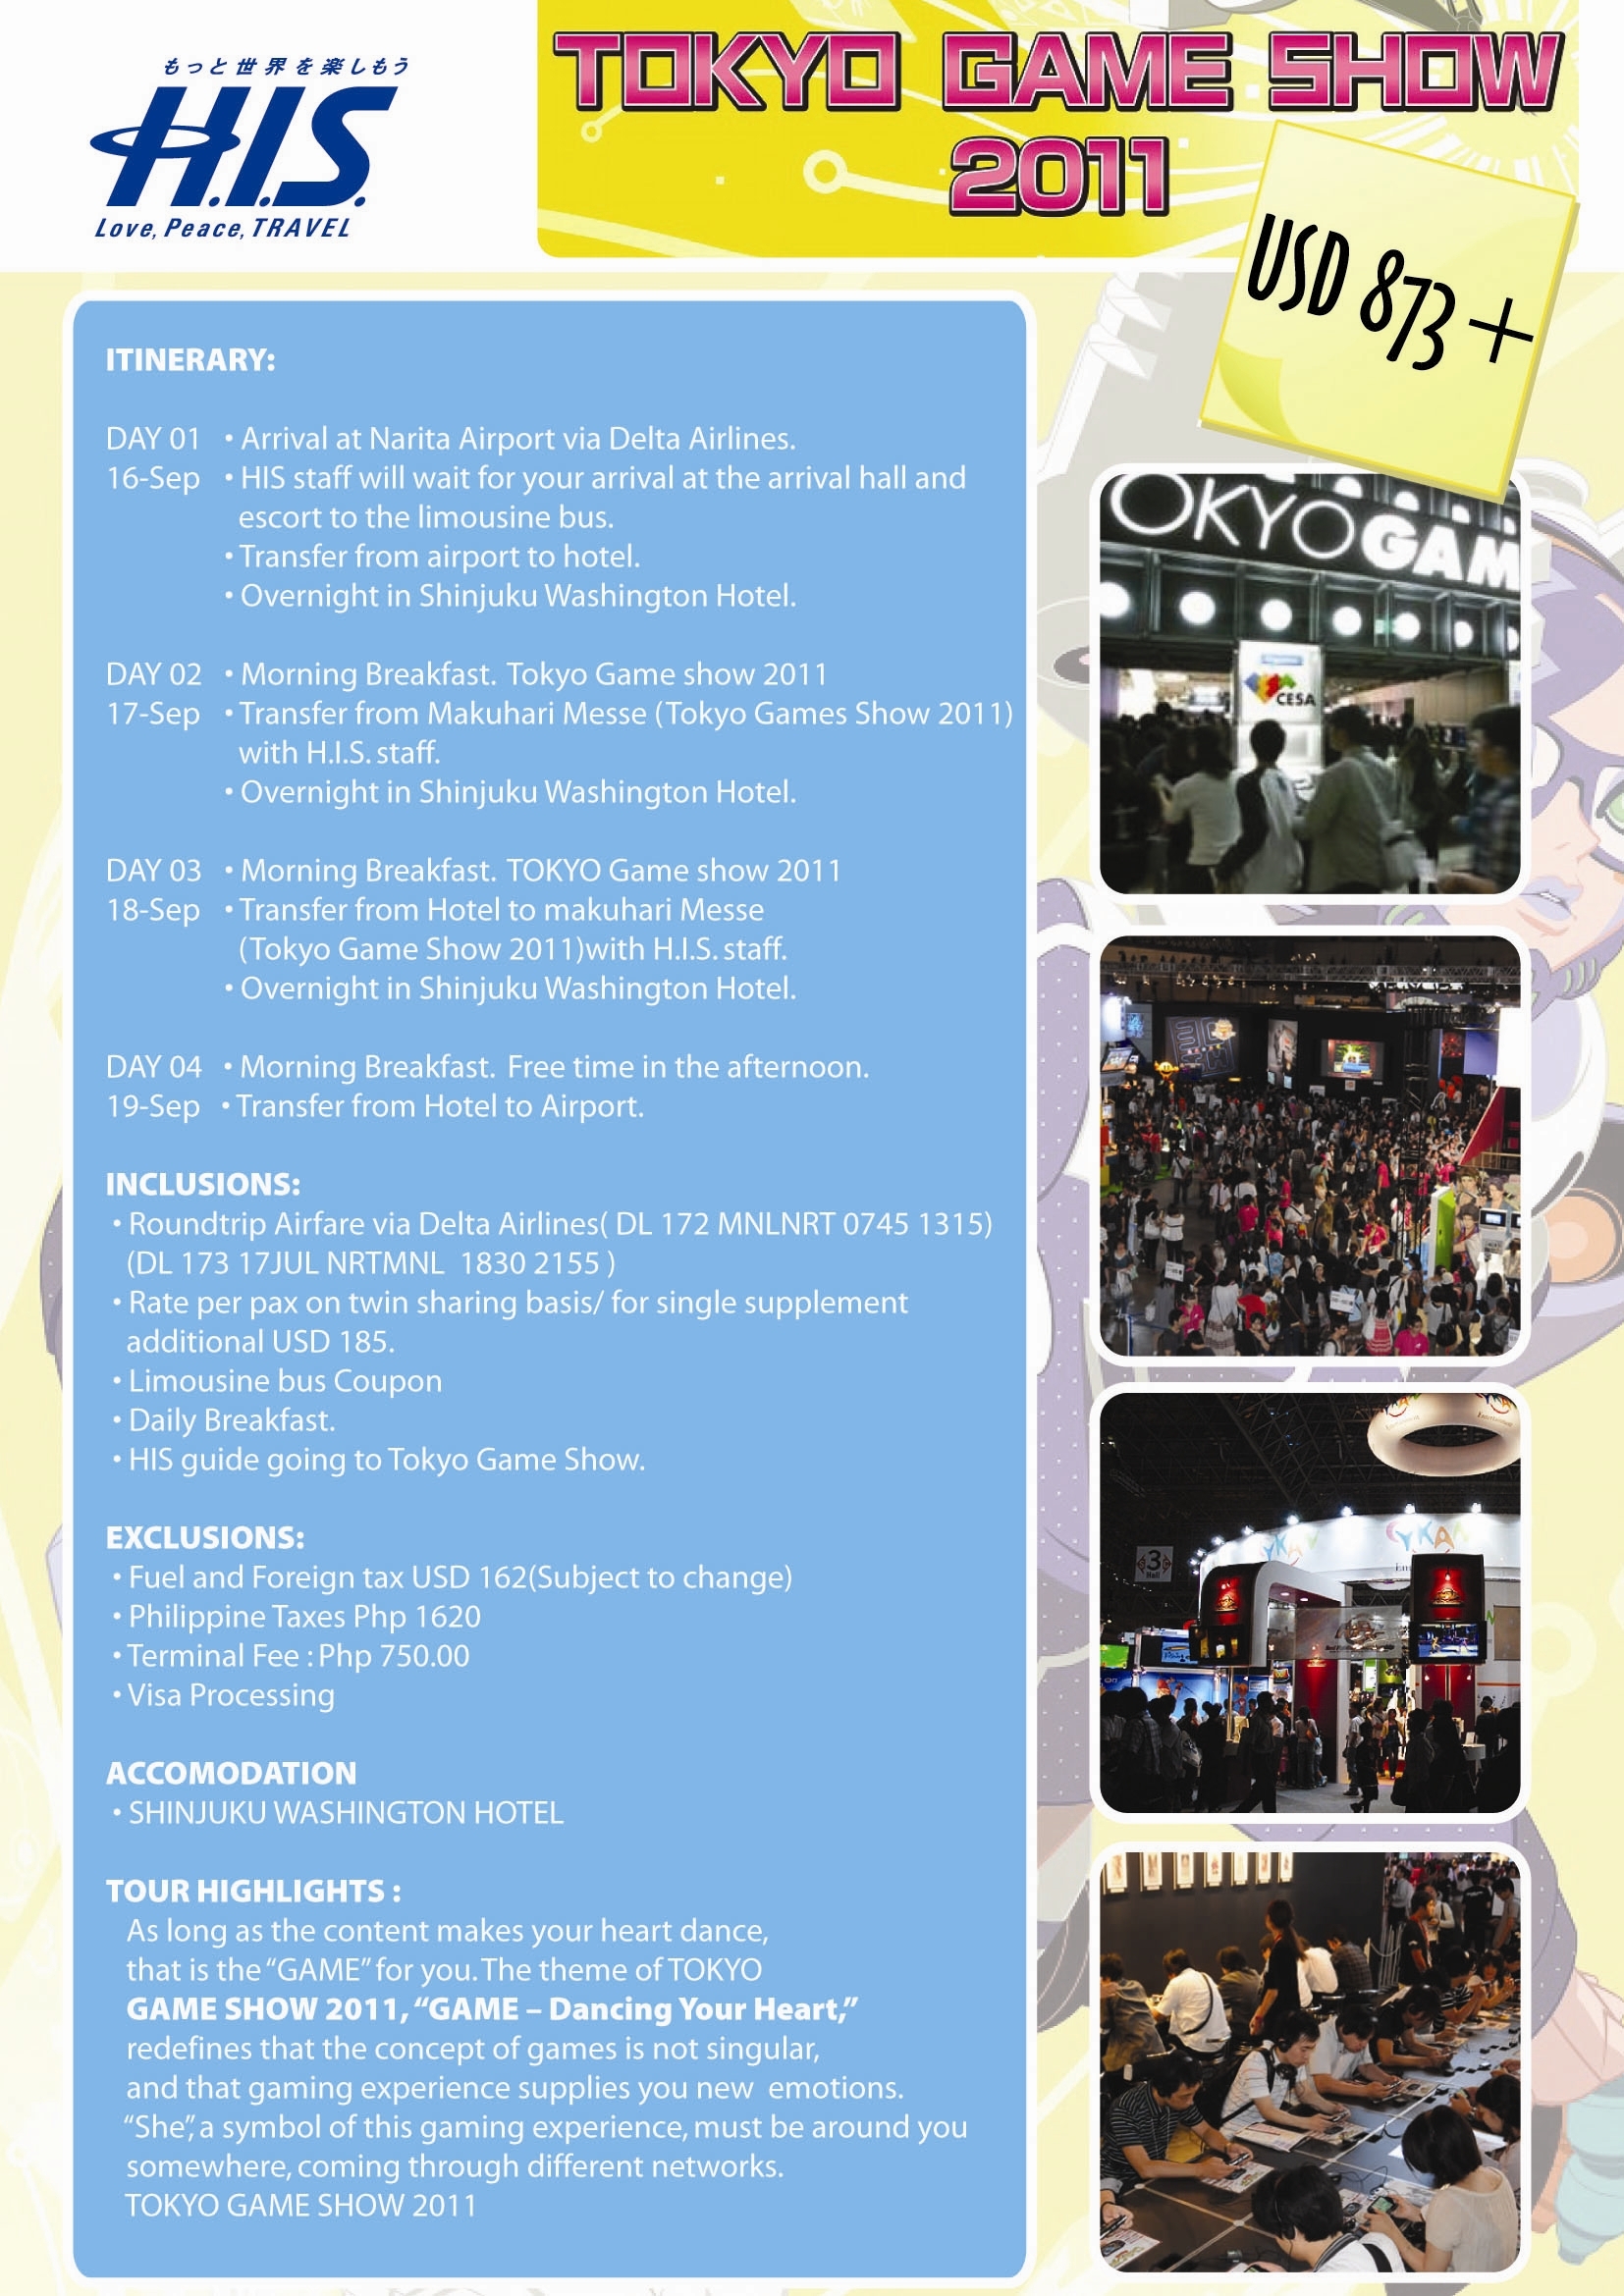 もっと世界を楽しもう
H.I.S.
Love, Peace, TRAVEL
TOKYO GAME SHOW
2011
USD 873 +
ITINERARY:
DAY 01 • Arrival at Narita Airport via Delta Airlines.
16-Sep • HIS staff will wait for your arrival at the arrival hall and
escort to the limousine bus.
• Transfer from airport to hotel.
• Overnight in Shinjuku Washington Hotel.
DAY 02 • Morning Breakfast. Tokyo Game show 2011
17-Sep • Transfer from Makuhari Messe (Tokyo Games Show 2011)
with H.I.S. staff.
• Overnight in Shinjuku Washington Hotel.
DAY 03 • Morning Breakfast. TOKYO Game show 2011
18-Sep • Transfer from Hotel to makuhari Messe
(Tokyo Game Show 2011)with H.I.S. staff.
• Overnight in Shinjuku Washington Hotel.
DAY 04 • Morning Breakfast. Free time in the afternoon.
19-Sep • Transfer from Hotel to Airport.
INCLUSIONS:
• Roundtrip Airfare via Delta Airlines( DL 172 MNLNRT 0745 1315)
(DL 173 17JUL NRTMNL 1830 2155 )
• Rate per pax on twin sharing basis/ for single supplement
additional USD 185.
• Limousine bus Coupon
• Daily Breakfast.
• HIS guide going to Tokyo Game Show.
EXCLUSIONS:
• Fuel and Foreign tax USD 162(Subject to change)
• Philippine Taxes Php 1620
• Terminal Fee : Php 750.00
• Visa Processing
ACCOMODATION
• SHINJUKU WASHINGTON HOTEL
TOUR HIGHLIGHTS :
As long as the content makes your heart dance,
that is the “GAME” for you. The theme of TOKYO
GAME SHOW 2011, “GAME – Dancing Your Heart,”
redefines that the concept of games is not singular,
and that gaming experience supplies you new emotions.
“She”, a symbol of this gaming experience, must be around you
somewhere, coming through different networks.
TOKYO GAME SHOW 2011
OKYO GAM
CESA
3
Hall